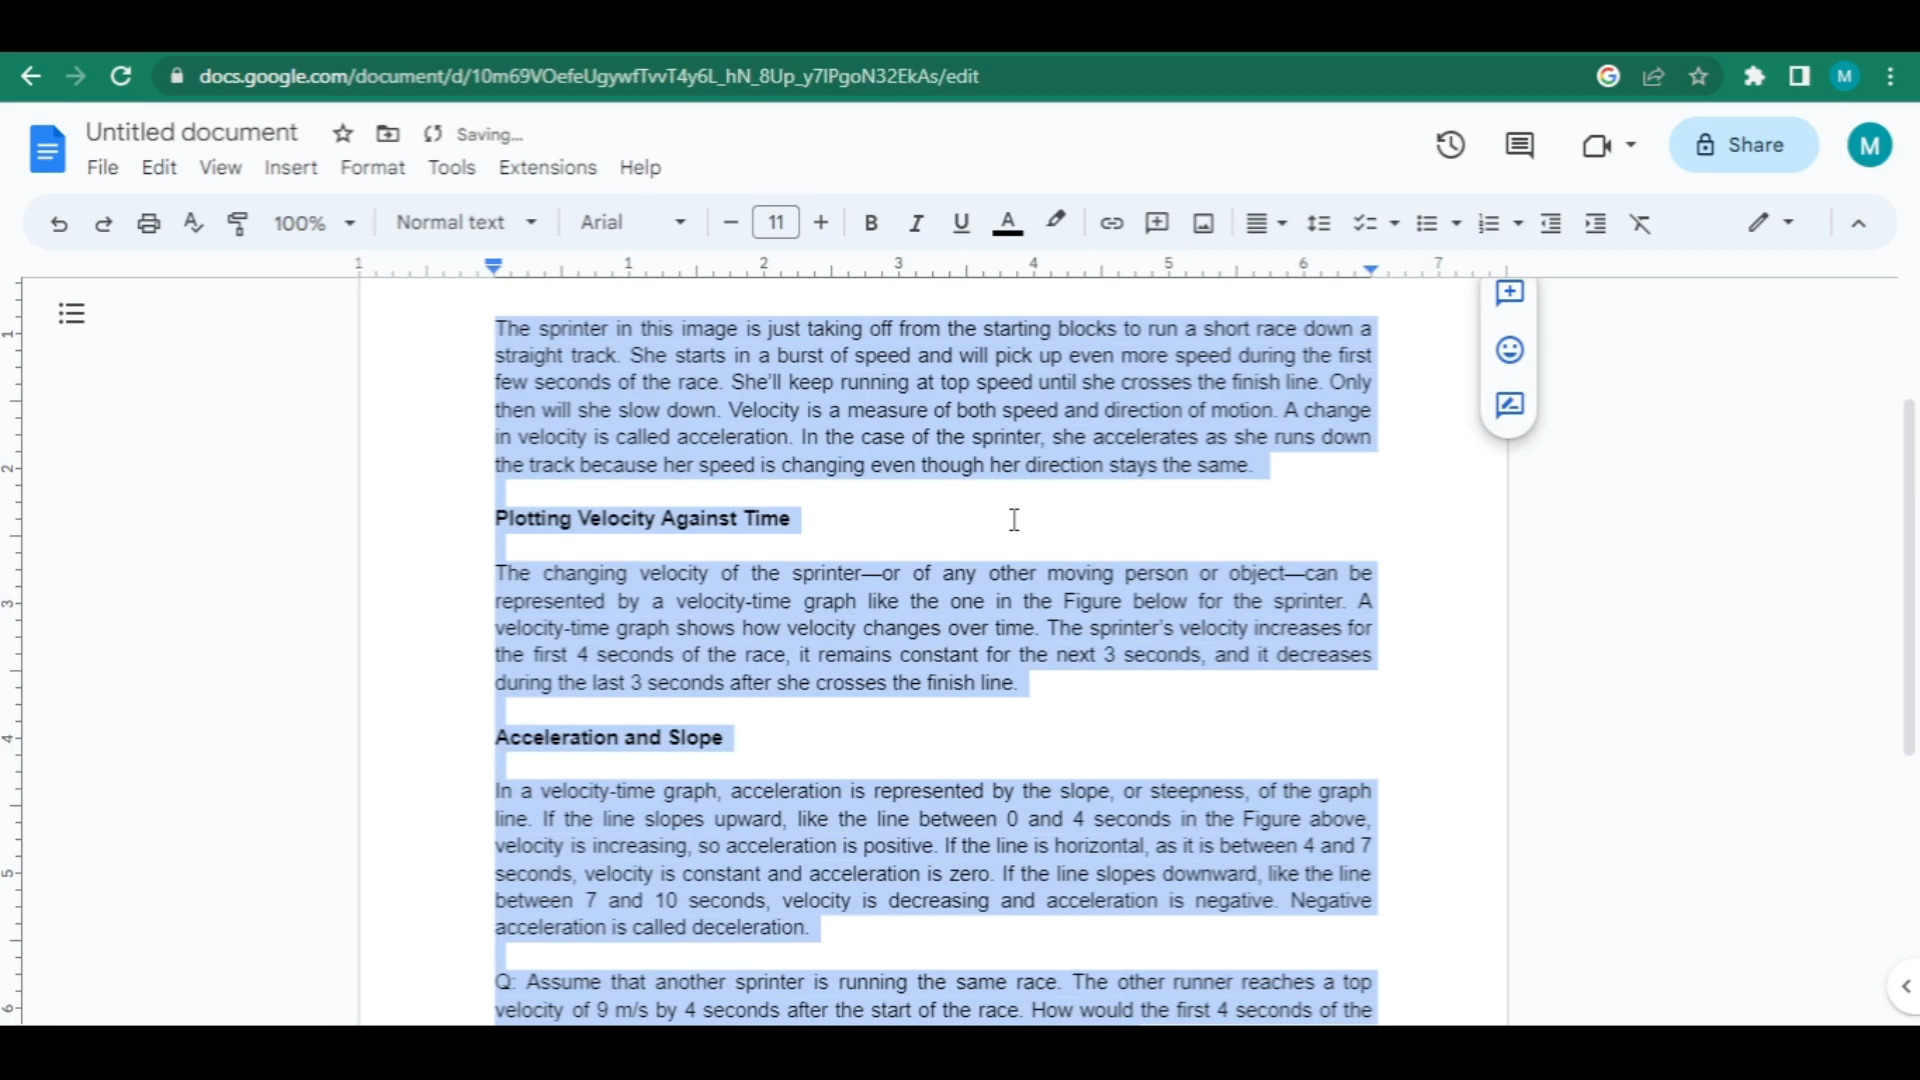 docs.google.com/document/d/10m69VOefeUgywfTvvT4y6L_hN_8Up_y7lPgoN32EkAs/edit
M
Untitled document
Saving...
File Edit View Insert Format Tools Extensions Help
Share
M
100% Normal text Arial 11 B I U A
1 1 2 3 4 5 6 7
The sprinter in this image is just taking off from the starting blocks to run a short race down a
straight track. She starts in a burst of speed and will pick up even more speed during the first
few seconds of the race. She’ll keep running at top speed until she crosses the finish line. Only
then will she slow down. Velocity is a measure of both speed and direction of motion. A change
in velocity is called acceleration. In the case of the sprinter, she accelerates as she runs down
the track because her speed is changing even though her direction stays the same.
Plotting Velocity Against Time
The changing velocity of the sprinter—or of any other moving person or object—can be
represented by a velocity-time graph like the one in the Figure below for the sprinter. A
velocity-time graph shows how velocity changes over time. The sprinter’s velocity increases for
the first 4 seconds of the race, it remains constant for the next 3 seconds, and it decreases
during the last 3 seconds after she crosses the finish line.
Acceleration and Slope
In a velocity-time graph, acceleration is represented by the slope, or steepness, of the graph
line. If the line slopes upward, like the line between 0 and 4 seconds in the Figure above,
velocity is increasing, so acceleration is positive. If the line is horizontal, as it is between 4 and 7
seconds, velocity is constant and acceleration is zero. If the line slopes downward, like the line
between 7 and 10 seconds, velocity is decreasing and acceleration is negative. Negative
acceleration is called deceleration.
Q: Assume that another sprinter is running the same race. The other runner reaches a top
velocity of 9 m/s by 4 seconds after the start of the race. How would the first 4 seconds of the
1
2
3
4
5
6